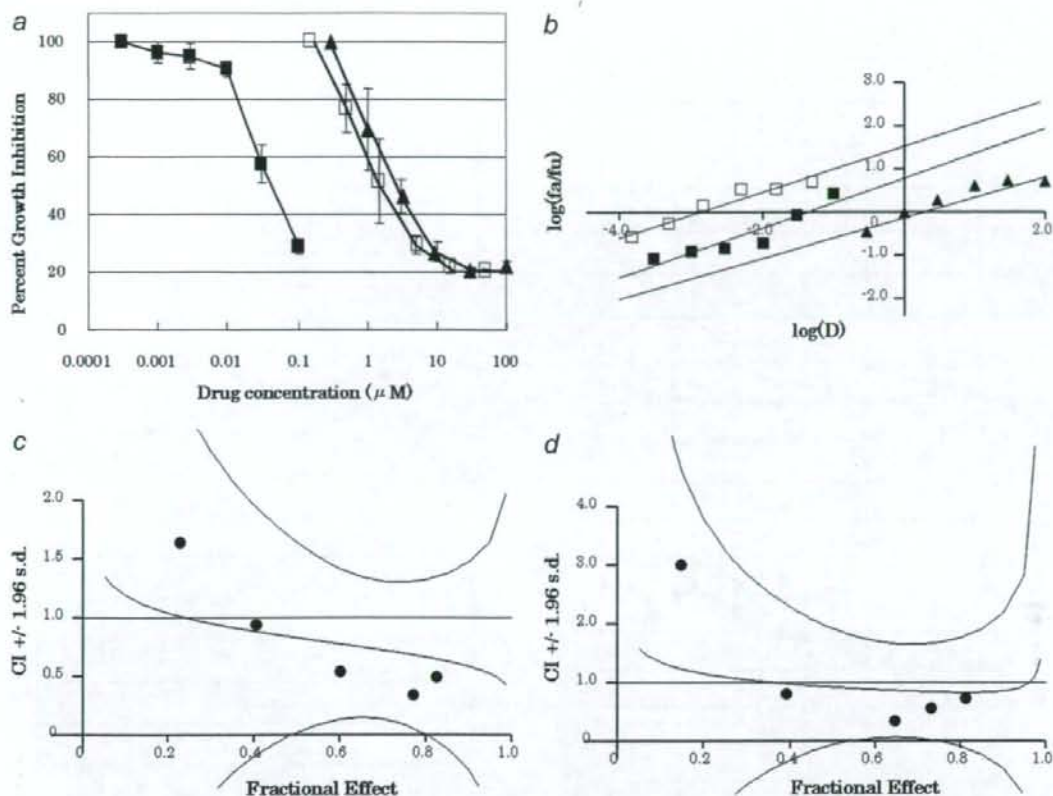 a
100
80
60
40
20
0
Percent Growth Inhibition
0.0001 0.001 0.01 0.1 1 10 100
Drug concentration (μ M)
b
3.0
2.0
1.0
0
-1.0
-2.0
-4.0 -2.0 2.0
log(fa/fu)
log(D)
c
2.0
1.5
1.0
0.5
0
CI +/- 1.96 s.d.
0 0.2 0.4 0.6 0.8 1.0
Fractional Effect
d
4.0
3.0
2.0
1.0
0
CI +/- 1.96 s.d.
0 0.2 0.4 0.6 0.8 1.0
Fractional Effect